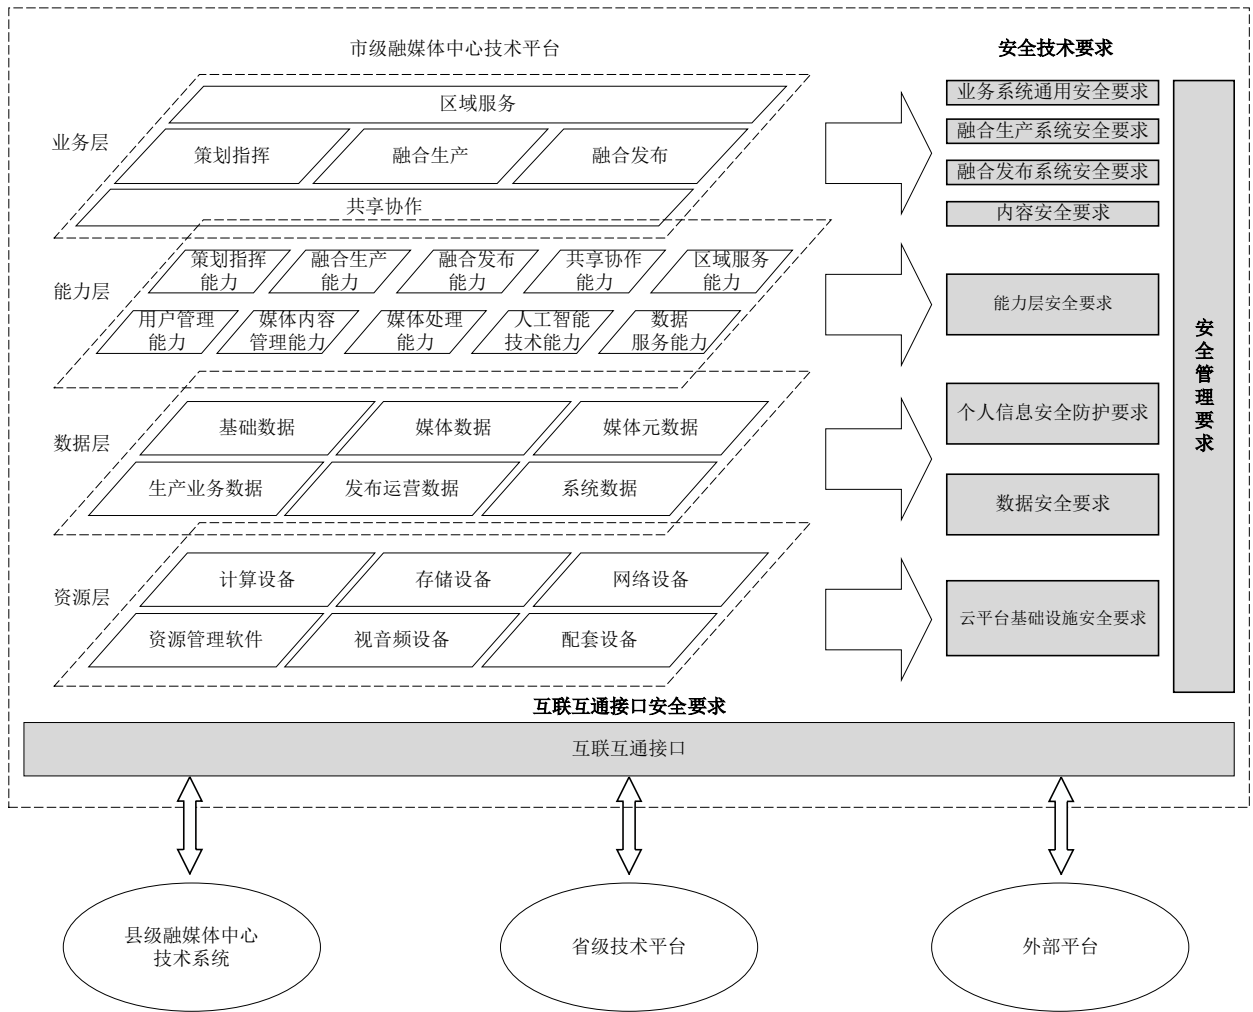 市级融媒体中心技术平台
安全技术要求
业务层
区域服务
策划指挥
融合生产
融合发布
共享协作
业务系统通用安全要求
融合生产系统安全要求
融合发布系统安全要求
内容安全要求
能力层
策划指挥
能力
融合生产
能力
融合发布
能力
共享协作
能力
区域服务
能力
用户管理
能力
媒体内容
管理能力
媒体处理
能力
人工智能
技术能力
数据
服务能力
能力层安全要求
数据层
基础数据
媒体数据
媒体元数据
生产业务数据
发布运营数据
系统数据
个人信息安全防护要求
数据安全要求
资源层
计算设备
存储设备
网络设备
资源管理软件
视音频设备
配套设备
云平台基础设施安全要求
安全管理要求
互联互通接口安全要求
互联互通接口
县级融媒体中心
技术系统
省级技术平台
外部平台